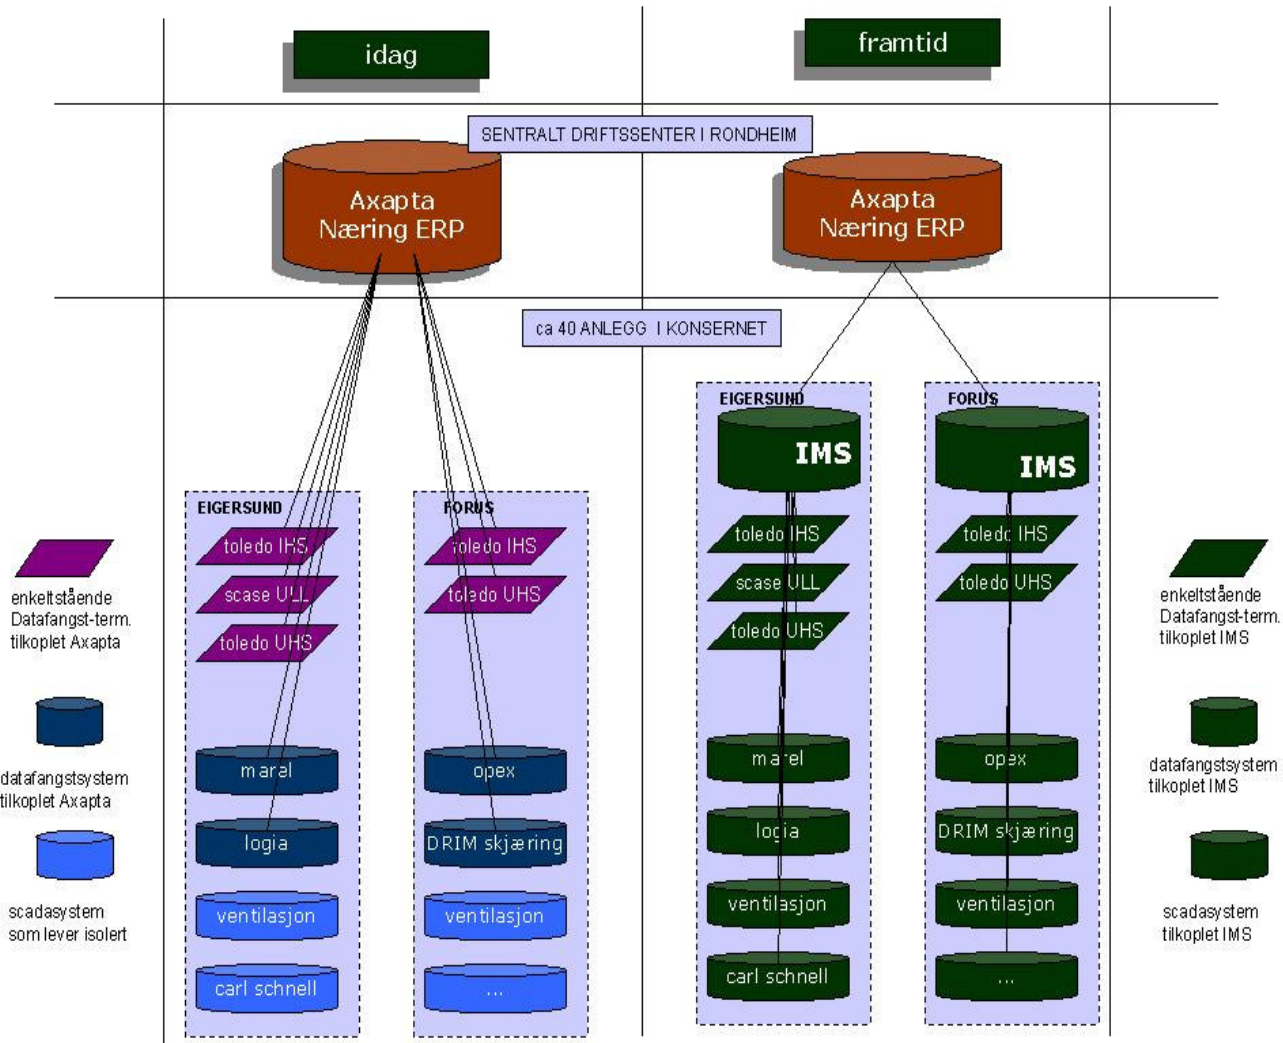 idag
framtid
SENTRALT DRIFTSSENTER I RONDHEIM
Axapta
Næring ERP
Axapta
Næring ERP
ca 40 ANLEGG I KONSERNET
EIGERSUND
toledo IHS
scase ULL
toledo UHS
marel
logia
ventilasjon
carl schnell
FORUS
toledo IHS
toledo UHS
opex
DRIM skjæring
ventilasjon
...
EIGERSUND
IMS
toledo IHS
scase ULL
toledo UHS
marel
logia
ventilasjon
carl schnell
FORUS
IMS
toledo IHS
toledo UHS
opex
DRIM skjæring
ventilasjon
...
enkeltstående
Datafangst-term.
tilkoplet Axapta
datafangstsystem
tilkoplet Axapta
scadasystem
som lever isolert
enkeltstående
Datafangst-term.
tilkoplet IMS
datafangstsystem
tilkoplet IMS
scadasystem
tilkoplet IMS